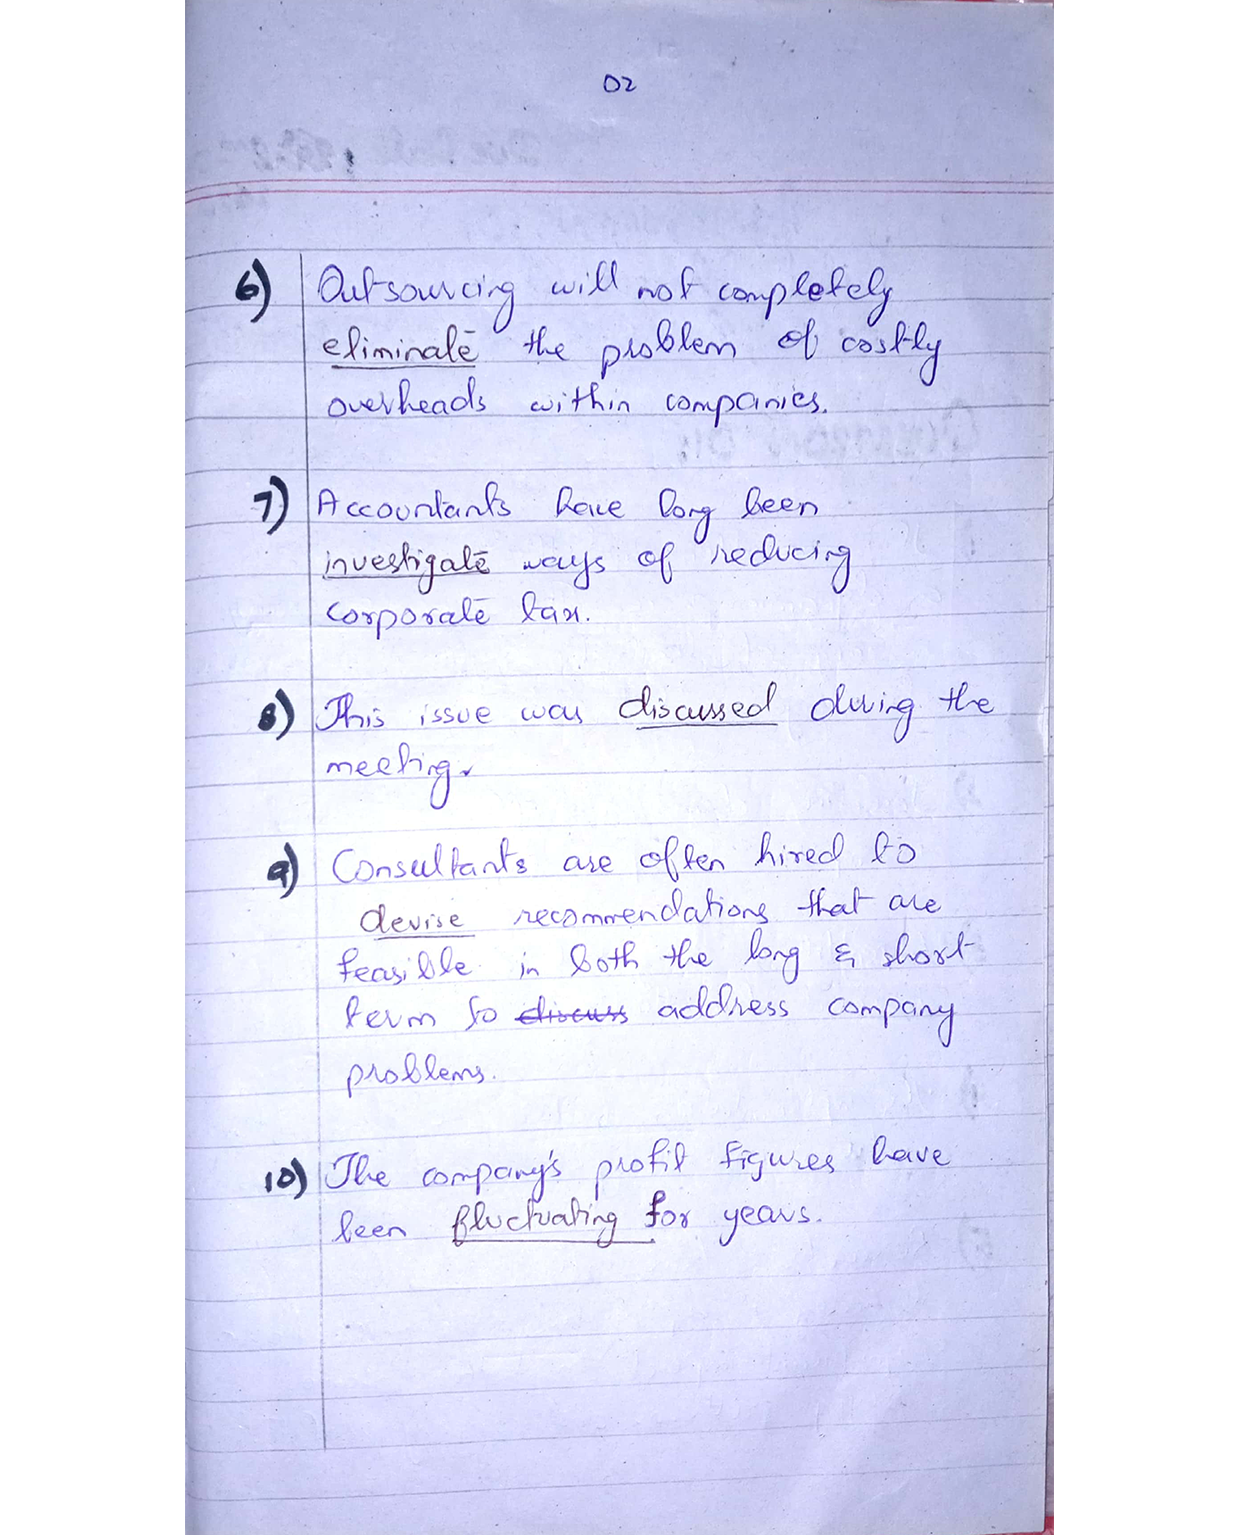 02
6) Outsourcing will not completely
eliminate the problem of costly
overheads within companies.
7) Accountants have long been
investigate ways of reducing
corporate tax.
8) This issue was discussed during the
meeting.
9) Consultants are often hired to
devise recommendations that are
feasible in both the long & short
term to discuss address company
problems.
10) The company's profit figures have
been fluctuating for years.